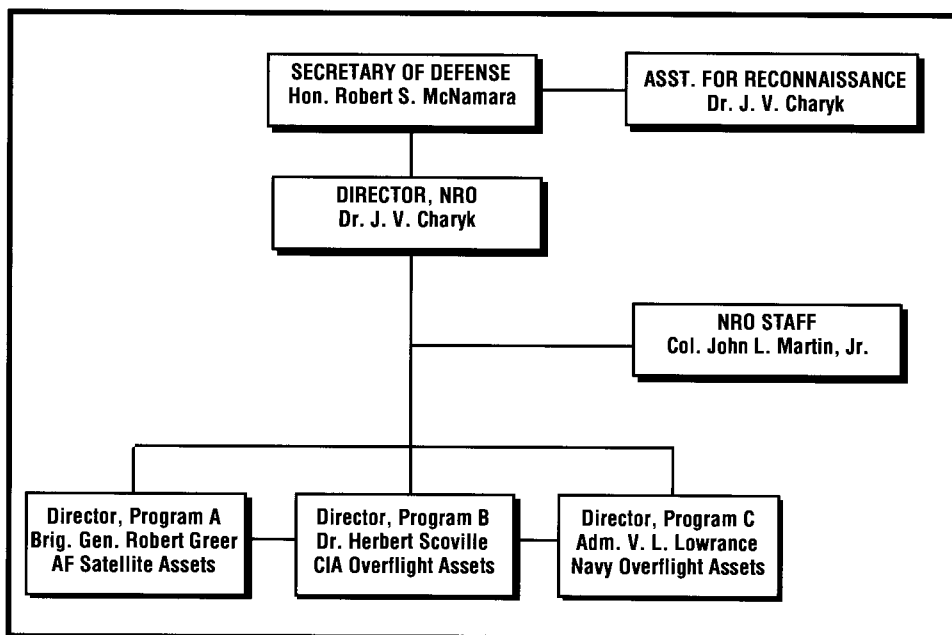 SECRETARY OF DEFENSE
Hon. Robert S. McNamara
ASST. FOR RECONNAISSANCE
Dr. J. V. Charyk
DIRECTOR, NRO
Dr. J. V. Charyk
NRO STAFF
Col. John L. Martin, Jr.
Director, Program A
Brig. Gen. Robert Greer
AF Satellite Assets
Director, Program B
Dr. Herbert Scoville
CIA Overflight Assets
Director, Program C
Adm. V. L. Lowrance
Navy Overflight Assets